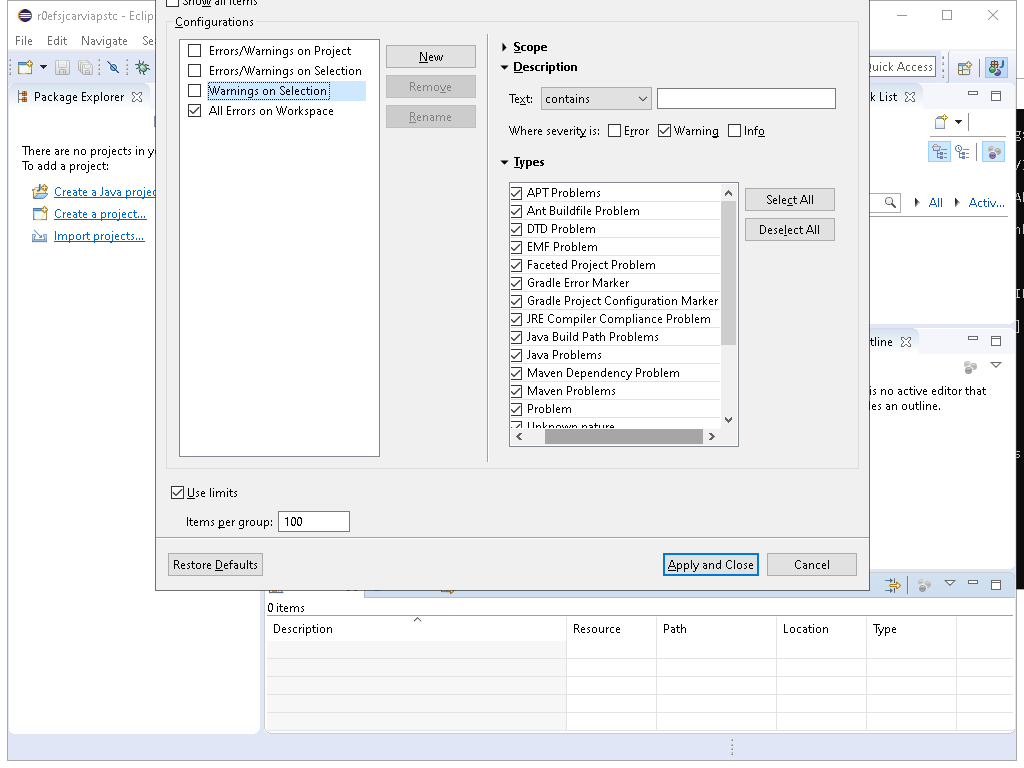 r0efsjcarviapstc - Eclip
Show all items
Configurations
File Edit Navigate Se
Package Explorer
There are no projects in y
To add a project:
Create a Java projec
Create a project...
Import projects...
Errors/Warnings on Project
Errors/Warnings on Selection
Warnings on Selection
All Errors on Workspace
New
Remove
Rename
Scope
Description
Text: contains
Where severity is: Error Warning Info
Types
APT Problems
Ant Buildfile Problem
DTD Problem
EMF Problem
Faceted Project Problem
Gradle Error Marker
Gradle Project Configuration Marker
JRE Compiler Compliance Problem
Java Build Path Problems
Java Problems
Maven Dependency Problem
Maven Problems
Problem
Unknown nature
Select All
Deselect All
Use limits
Items per group: 100
Restore Defaults
Apply and Close
Cancel
uick Access
k List
All Activ...
tline
is no active editor that
les an outline.
0 items
Description Resource Path Location Type